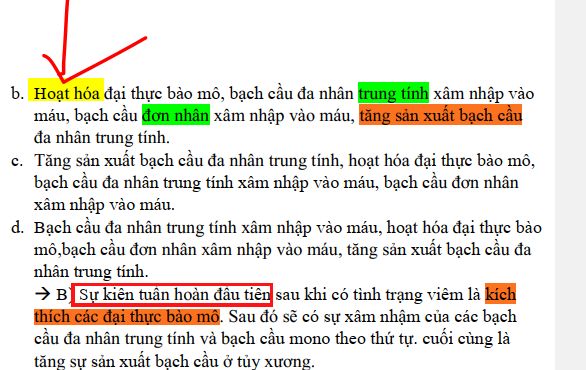 b. Hoạt hóa đại thực bào mô, bạch cầu đa nhân trung tính xâm nhập vào
máu, bạch cầu đơn nhân xâm nhập vào máu, tăng sản xuất bạch cầu
đa nhân trung tính.
c. Tăng sản xuất bạch cầu đa nhân trung tính, hoạt hóa đại thực bào mô,
bạch cầu đa nhân trung tính xâm nhập vào máu, bạch cầu đơn nhân
xâm nhập vào máu.
d. Bạch cầu đa nhân trung tính xâm nhập vào máu, hoạt hóa đại thực bào
mô,bạch cầu đơn nhân xâm nhập vào máu, tăng sản xuất bạch cầu đa
nhân trung tính.
→ B) Sự kiên tuần hoàn đầu tiên sau khi có tình trạng viêm là kích
thích các đại thực bào mô. Sau đó sẽ có sự xâm nhậm của các bạch
cầu đa nhân trung tính và bạch cầu mono theo thứ tự. cuối cùng là
tăng sự sản xuất bạch cầu ở tủy xương.